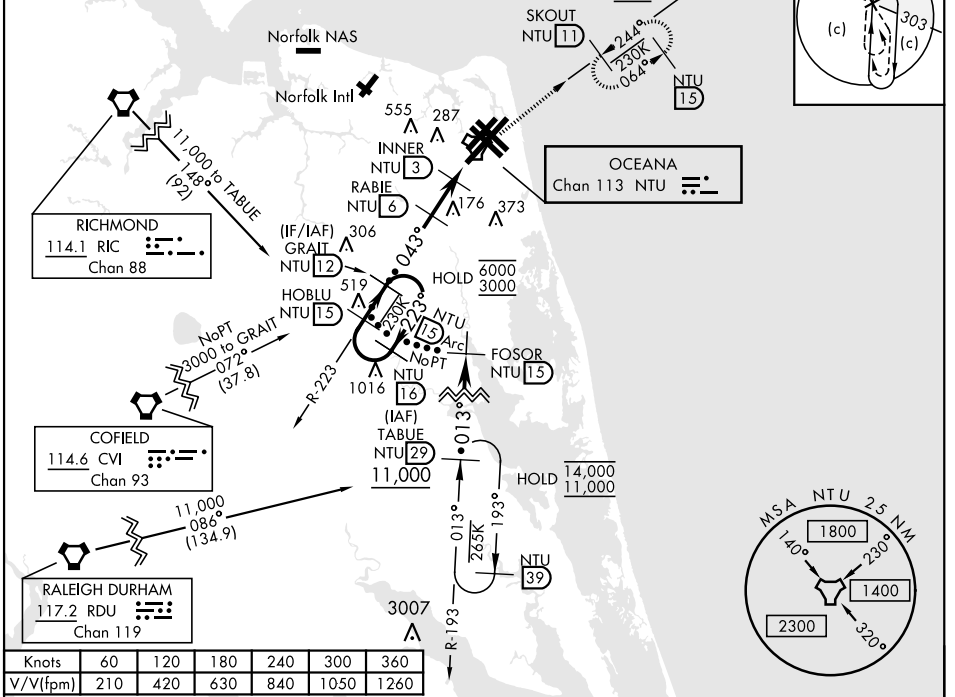 SKOUT
NTU 11
244°
230K
064°
NTU
15
(c)
303
(c)
Norfolk NAS
Norfolk Intl
555
287
INNER
NTU 3
RABIE
NTU 6
176
373
OCEANA
Chan 113 NTU
11,000 to TABUE
148°
(92)
RICHMOND
114.1 RIC
Chan 88
(IF/IAF)
GRAIT
NTU 12
306
043°
HOLD 6000
3000
HOBLU
NTU 15
519
230K
223°
NTU
15 Arc
NoPT
FOSOR
NTU 15
NoPT
3000 to GRAIT
072°
(37.8)
R-223
1016
NTU
16
COFIELD
114.6 CVI
Chan 93
(IAF)
TABUE
NTU 29
11,000
013°
HOLD 14,000
11,000
11,000
086°
(134.9)
013°
265K
193°
NTU
39
RALEIGH DURHAM
117.2 RDU
Chan 119
3007
R-193
MSA NTU 25 NM
1800
140°
230°
1400
2300
320°
Knots 60 120 180 240 300 360
V/V(fpm) 210 420 630 840 1050 1260